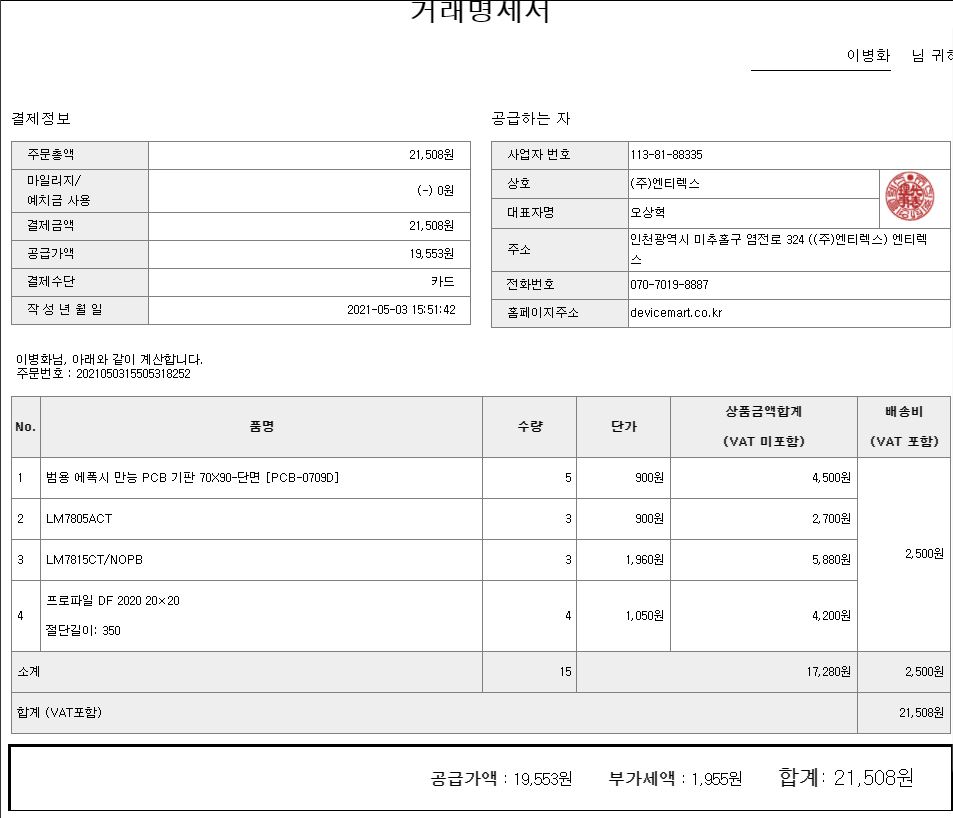 거래명세서
이병화 님 귀하
결제정보
주문총액 21,508원
마일리지/
예치금 사용 (-) 0원
결제금액 21,508원
공급가액 19,553원
결제수단 카드
작 성 년 월 일 2021-05-03 15:51:42
공급하는 자
사업자 번호 113-81-88335
상호 (주)엔티렉스
대표자명 오상혁
주소 인천광역시 미추홀구 염전로 324 ((주)엔티렉스) 엔티렉
스
전화번호 070-7019-8887
홈페이지주소 devicemart.co.kr
이병화님, 아래와 같이 계산합니다.
주문번호 : 2021050315505318252
No. 품명 수량 단가 상품금액합계 배송비
(VAT 미포함) (VAT 포함)
1 범용 에폭시 만능 PCB 기판 70X90-단면 [PCB-0709D] 5 900원 4,500원
2 LM7805ACT 3 900원 2,700원
3 LM7815CT/NOPB 3 1,960원 5,880원 2,500원
4 프로파일 DF 2020 20×20 4 1,050원 4,200원
절단길이: 350
소계 15 17,280원 2,500원
합계 (VAT포함) 21,508원
공급가액 : 19,553원 부가세액 : 1,955원 합계: 21,508원